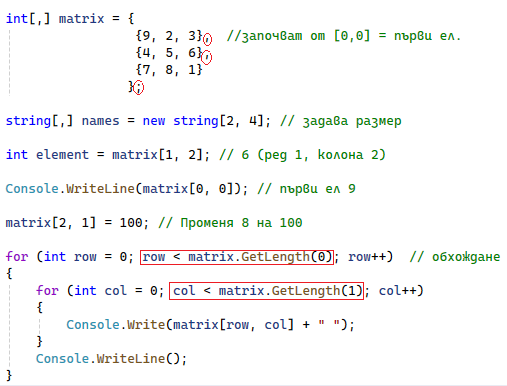 int[,] matrix = {
{9, 2, 3}, //започват от [0,0] = първи ел.
{4, 5, 6},
{7, 8, 1}
};
string[,] names = new string[2, 4]; // задава размер
int element = matrix[1, 2]; // 6 (ред 1, колона 2)
Console.WriteLine(matrix[0, 0]); // първи ел 9
matrix[2, 1] = 100; // Променя 8 на 100
for (int row = 0; row < matrix.GetLength(0); row++) // обхождане
{
for (int col = 0; col < matrix.GetLength(1); col++)
{
Console.Write(matrix[row, col] + " ");
}
Console.WriteLine();
}